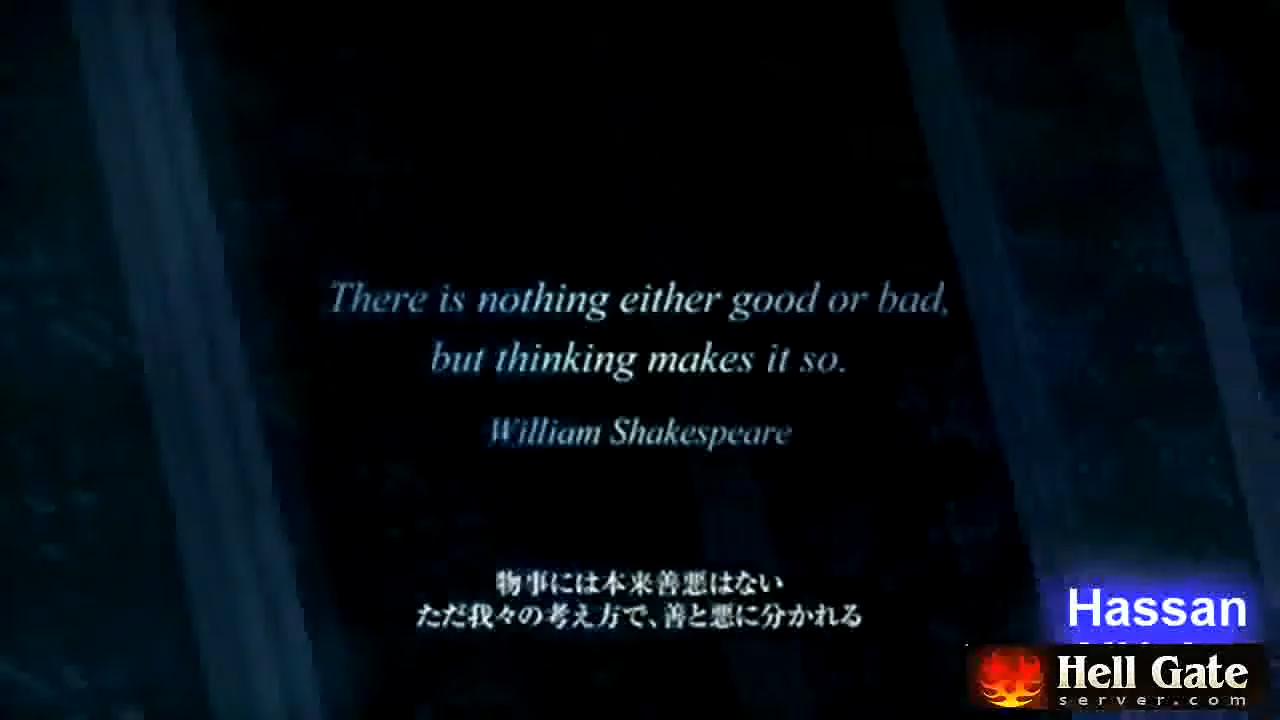 There is nothing either good or bad,
but thinking makes it so.
William Shakespeare
物事には本来善悪はない
ただ我々の考え方で、善と悪に分かれる
Hassan
Hell Gate
server.com